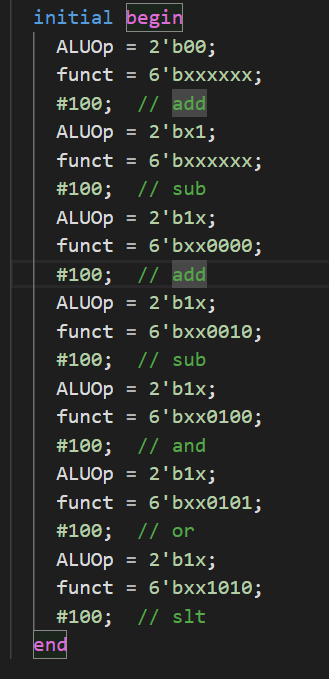 initial begin
ALUOp = 2'b00;
funct = 6'bxxxxxx;
#100;  // add
ALUOp = 2'bx1;
funct = 6'bxxxxxx;
#100;  // sub
ALUOp = 2'b1x;
funct = 6'bxx0000;
#100;  // add
ALUOp = 2'b1x;
funct = 6'bxx0010;
#100;  // sub
ALUOp = 2'b1x;
funct = 6'bxx0100;
#100;  // and
ALUOp = 2'b1x;
funct = 6'bxx0101;
#100;  // or
ALUOp = 2'b1x;
funct = 6'bxx1010;
#100;  // slt
end